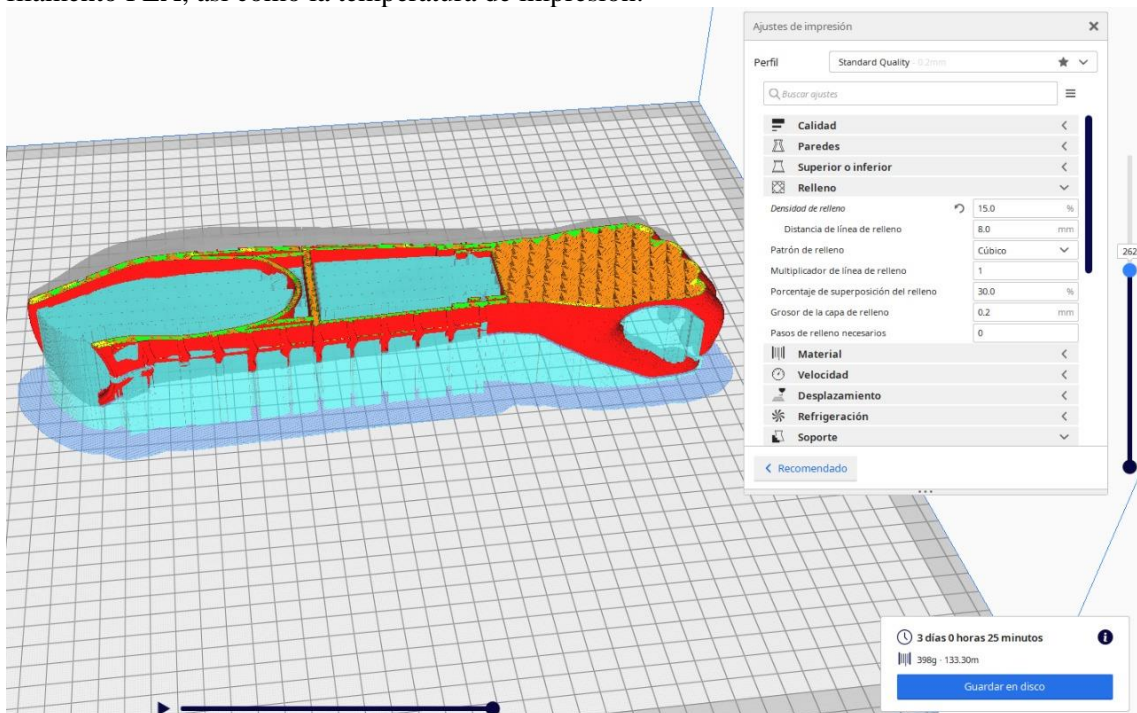 filamento PLA, así como la temperatura de impresión.
Ajustes de impresión
Perfil Standard Quality - 0.2mm
Buscar ajustes
Calidad
Paredes
Superior o inferior
Relleno
Densidad de relleno 15.0 %
Distancia de línea de relleno 8.0 mm
Patrón de relleno Cúbico
Multiplicador de línea de relleno 1
Porcentaje de superposición del relleno 30.0 %
Grosor de la capa de relleno 0.2 mm
Pasos de relleno necesarios 0
262
Material
Velocidad
Desplazamiento
Refrigeración
Soporte
Recomendado
3 días 0 horas 25 minutos
398g · 133.30m
Guardar en disco